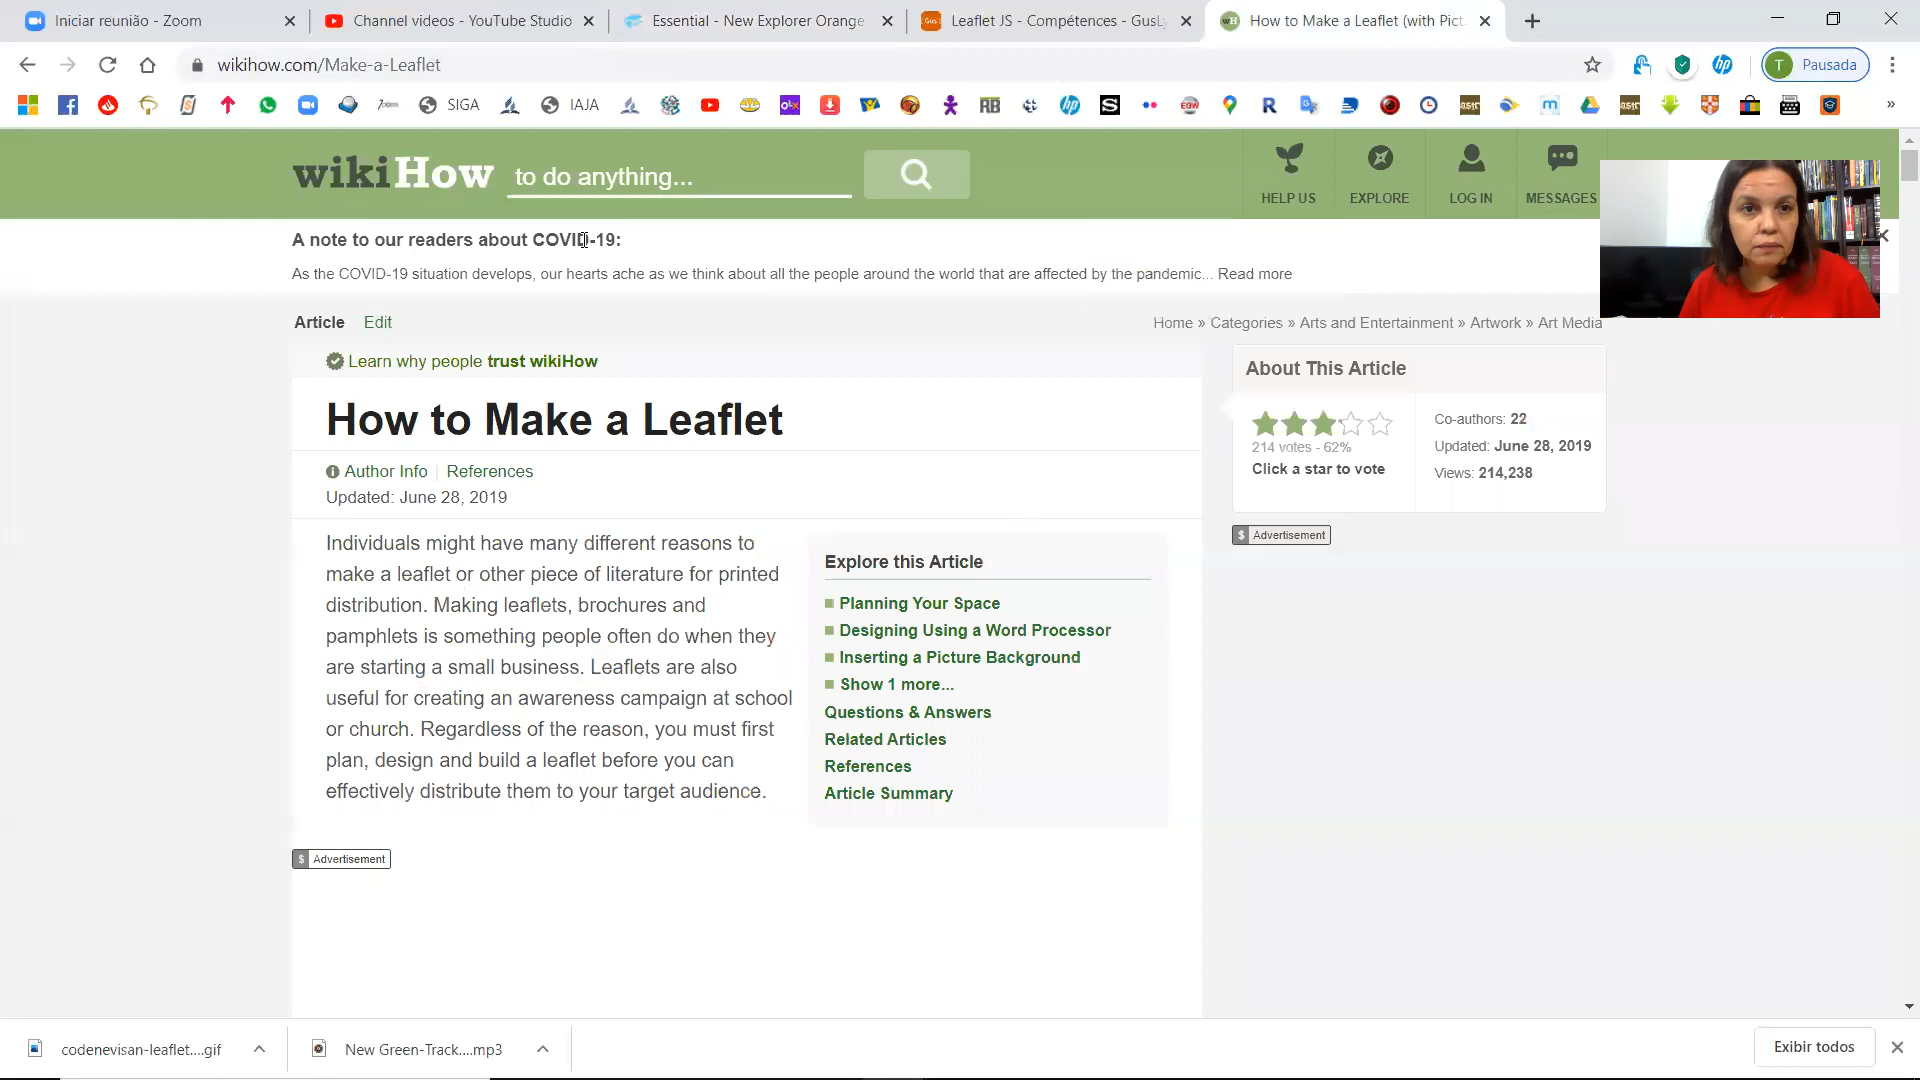 Iniciar reunião - Zoom
Channel videos - YouTube Studio
Essential - New Explorer Orange
Leaflet JS - Compétences - GusLy
How to Make a Leaflet (with Pict
wikihow.com/Make-a-Leaflet
T Pausada
SIGA
IAJA
wikiHow to do anything...
HELP US
EXPLORE
LOG IN
MESSAGES
A note to our readers about COVID-19:
As the COVID-19 situation develops, our hearts ache as we think about all the people around the world that are affected by the pandemic... Read more
Article Edit
Home » Categories » Arts and Entertainment » Artwork » Art Media
Learn why people trust wikiHow
How to Make a Leaflet
Author Info | References
Updated: June 28, 2019
Individuals might have many different reasons to
make a leaflet or other piece of literature for printed
distribution. Making leaflets, brochures and
pamphlets is something people often do when they
are starting a small business. Leaflets are also
useful for creating an awareness campaign at school
or church. Regardless of the reason, you must first
plan, design and build a leaflet before you can
effectively distribute them to your target audience.
Explore this Article
Planning Your Space
Designing Using a Word Processor
Inserting a Picture Background
Show 1 more...
Questions & Answers
Related Articles
References
Article Summary
About This Article
214 votes - 62%
Click a star to vote
Co-authors: 22
Updated: June 28, 2019
Views: 214,238
$ Advertisement
$ Advertisement
codenevisan-leaflet....gif
New Green-Track....mp3
Exibir todos